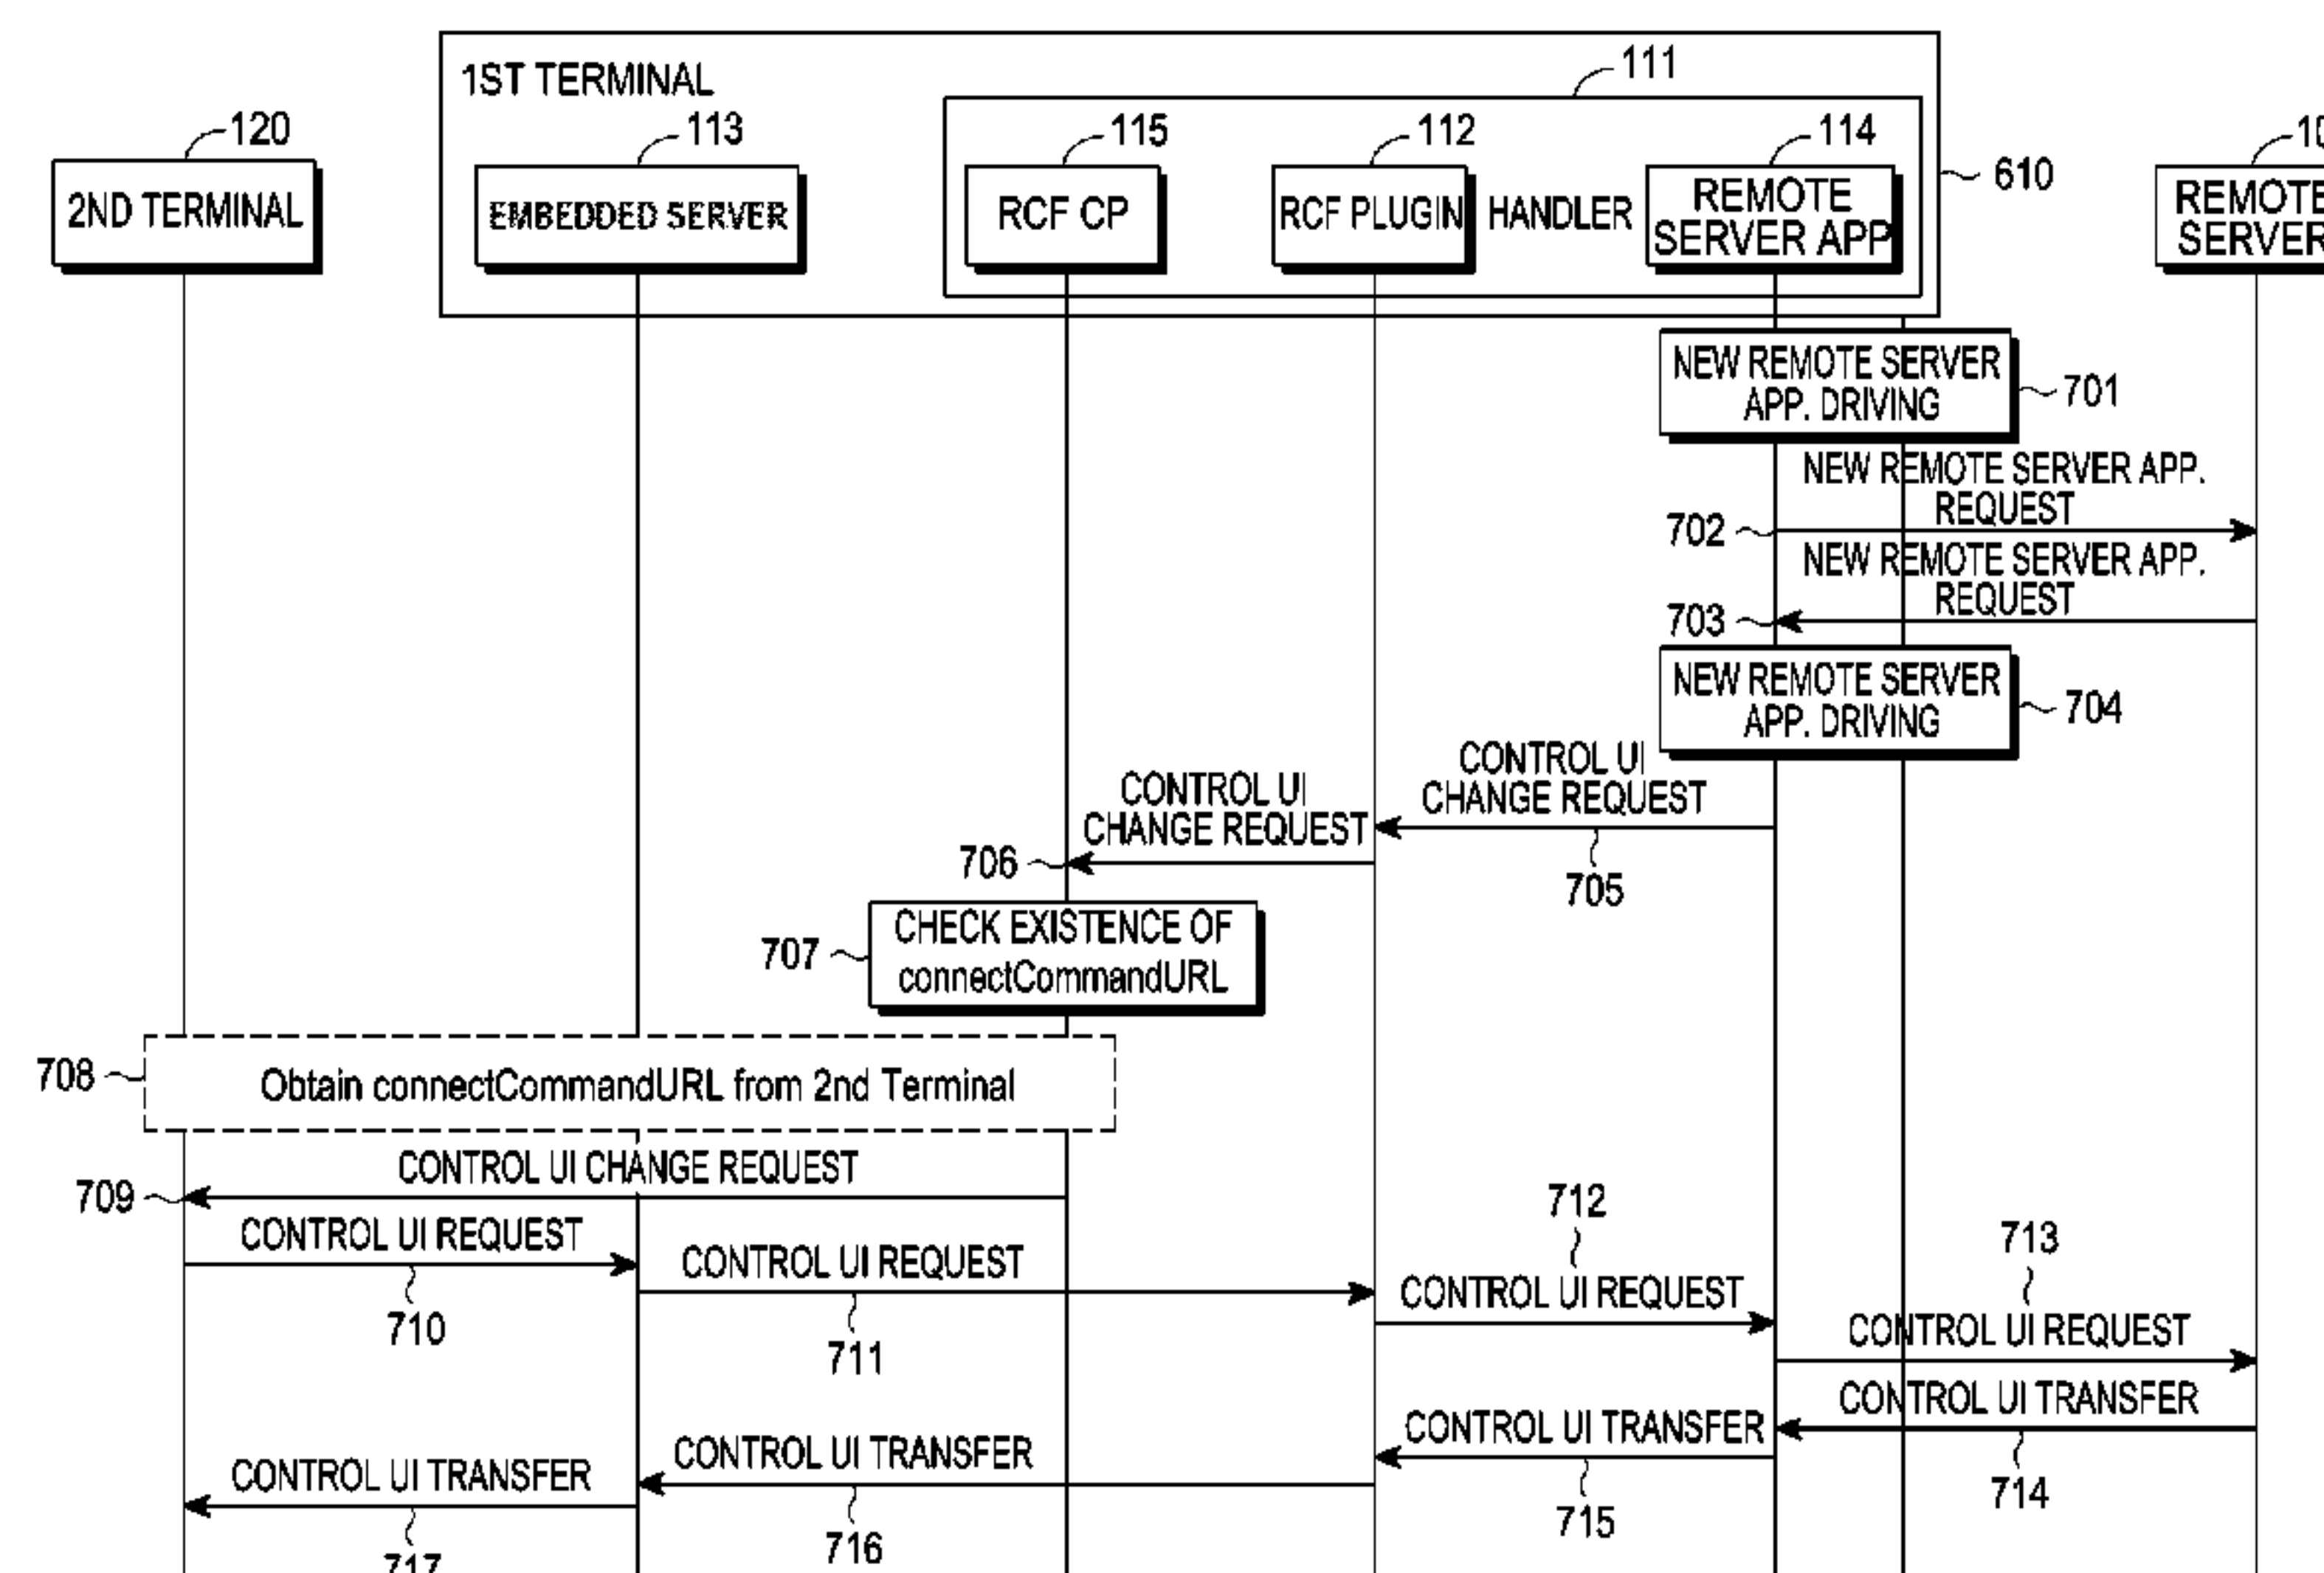 1ST TERMINAL
111
120
113
115
112
114
10
610
2ND TERMINAL
EMBEDDED SERVER
RCF CP
RCF PLUGIN HANDLER
REMOTE
SERVER APP
REMOTE
SERVER
NEW REMOTE SERVER
APP. DRIVING
701
NEW REMOTE SERVER APP.
REQUEST
702
NEW REMOTE SERVER APP.
REQUEST
703
NEW REMOTE SERVER
APP. DRIVING
704
CONTROL UI
CHANGE REQUEST
705
CONTROL UI
CHANGE REQUEST
706
CHECK EXISTENCE OF
connectCommandURL
707
708
Obtain connectCommandURL from 2nd Terminal
CONTROL UI CHANGE REQUEST
709
CONTROL UI REQUEST
710
CONTROL UI REQUEST
711
712
CONTROL UI REQUEST
713
CONTROL UI REQUEST
CONTROL UI TRANSFER
714
CONTROL UI TRANSFER
715
CONTROL UI TRANSFER
716
CONTROL UI TRANSFER
717